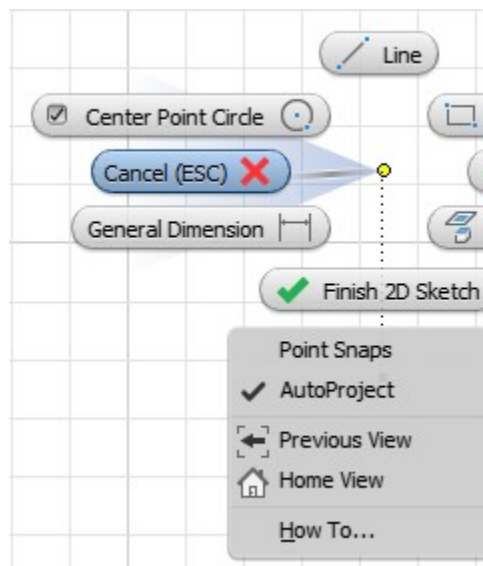 Line
Center Point Circle
Cancel (ESC)
General Dimension
Finish 2D Sketch
Point Snaps
AutoProject
Previous View
Home View
How To...